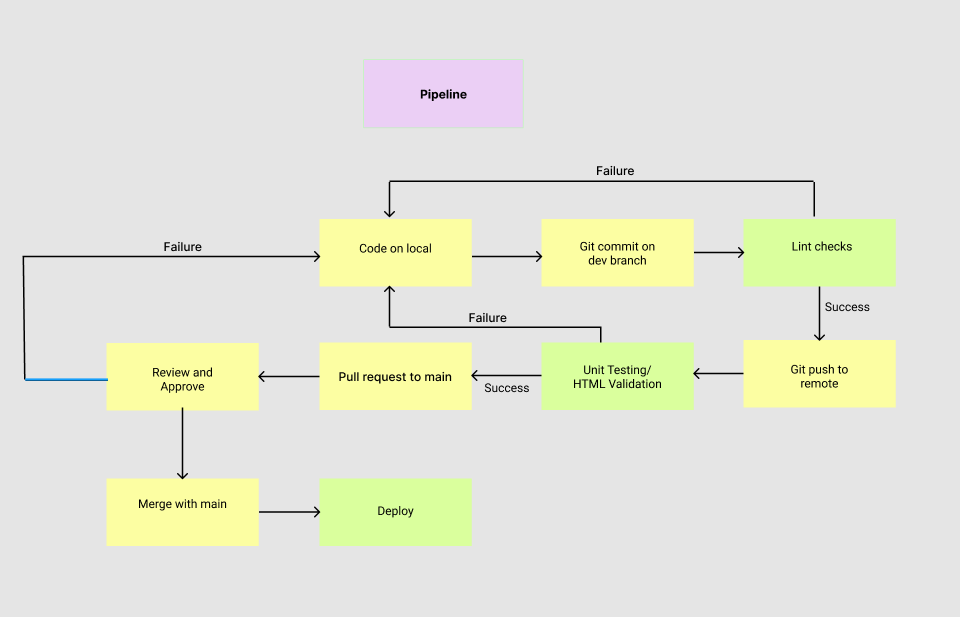 Pipeline
Failure
Code on local
Git commit on
dev branch
Lint checks
Failure
Success
Failure
Review and
Approve
Pull request to main
Success
Unit Testing/
HTML Validation
Git push to
remote
Merge with main
Deploy